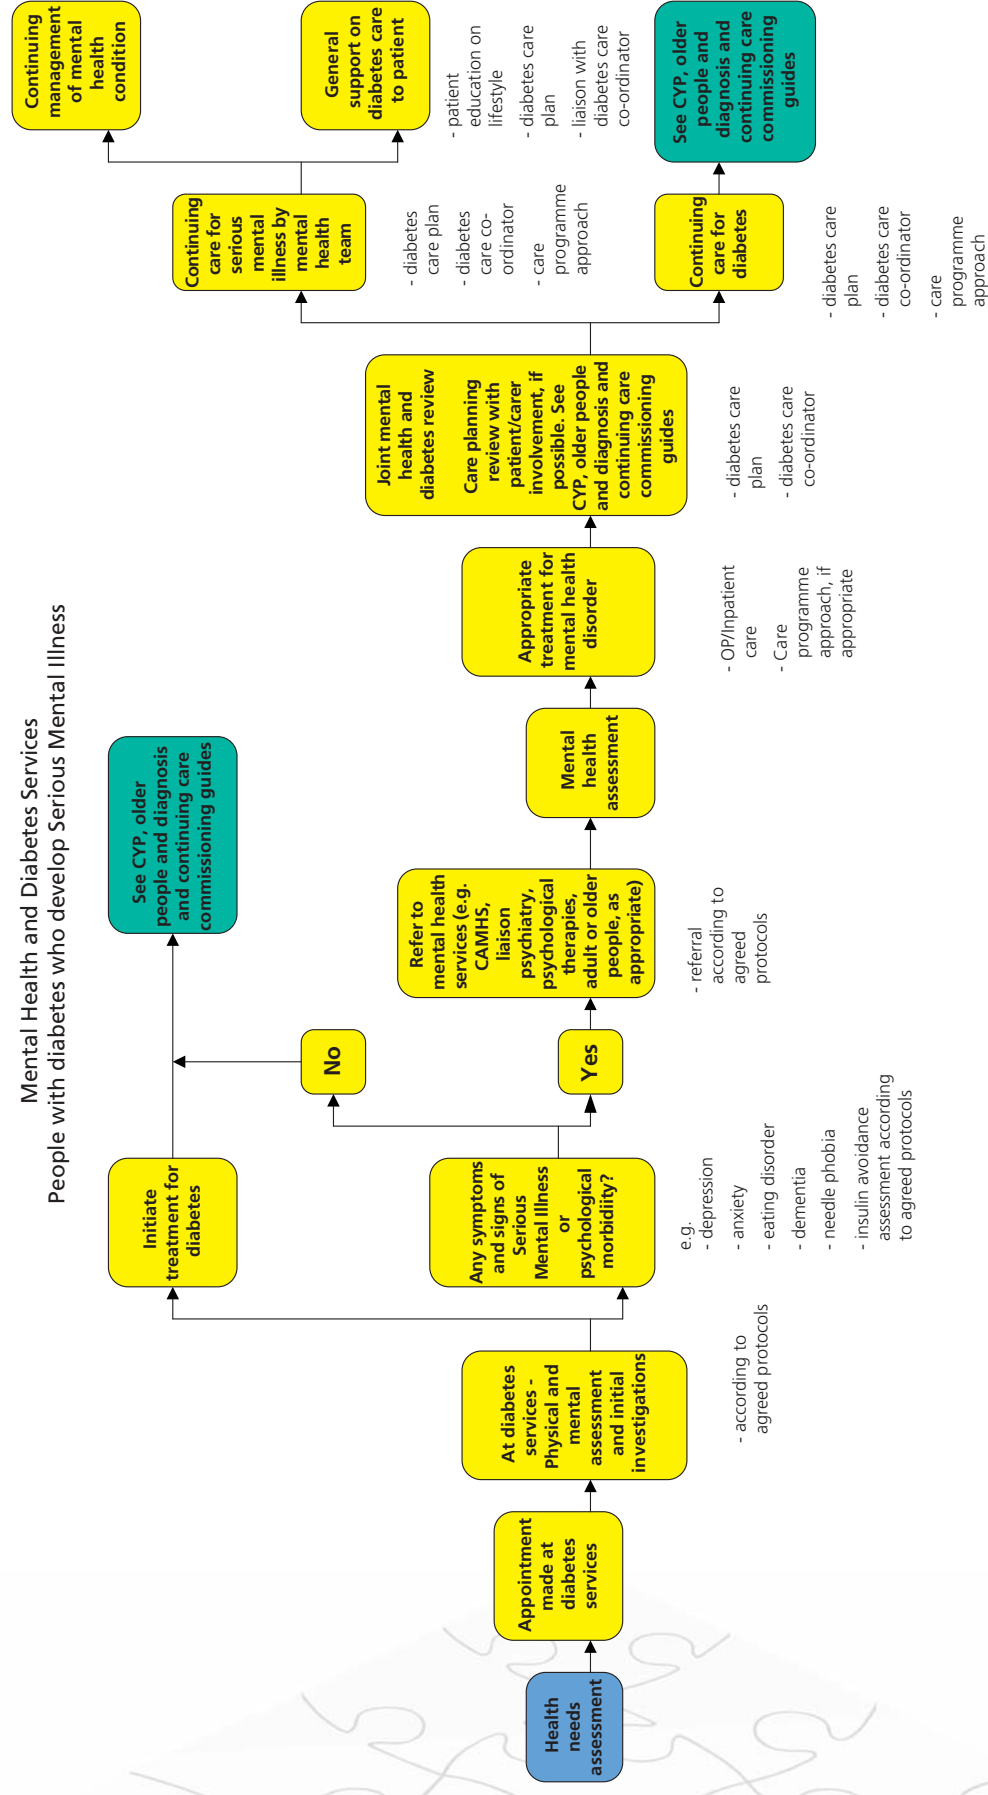 Mental Health and Diabetes Services
People with diabetes who develop Serious Mental Illness
Health
needs
assessment
Appointment
made at
diabetes
services
At diabetes
services -
Physical and
mental
assessment
and initial
investigations
- according to
agreed protocols
Initiate
treatment for
diabetes
Any symptoms
and signs of
Serious
Mental Illness
or
psychological
morbidiity?
e.g.
- depression
- anxiety
- eating disorder
- dementia
- needle phobia
- insulin avoidance
assessment according
to agreed protocols
No
Yes
See CYP, older
people and diagnosis
and continuing care
commissioning guides
Refer to
mental health
services (e.g.
CAMHS,
liaison
psychiatry,
psychological
therapies,
adult or older
people, as
appropriate)
- referral
according to
agreed
protocols
Mental
health
assessment
Appropriate
treatment for
mental health
disorder
- OP/Inpatient
care
- Care
programme
approach, if
appropriate
Joint mental
health and
diabetes review
Care planning
review with
patient/carer
involvement, if
possible. See
CYP, older people
and diagnosis and
continuing care
commissioning
guides
- diabetes care
plan
- diabetes care
co-ordinator
Continuing
care for
serious
mental
illness by
mental
health
team
- diabetes
care plan
- diabetes
care co-
ordinator
- care
programme
approach
Continuing
care for
diabetes
- diabetes care
plan
- diabetes care
co-ordinator
- care
programme
approach
Continuing
management
of mental
health
condition
General
support on
diabetes care
to patient
- patient
education on
lifestyle
- diabetes care
plan
- liaison with
diabetes care
co-ordinator
See CYP, older
people and
diagnosis and
continuing care
commissioning
guides